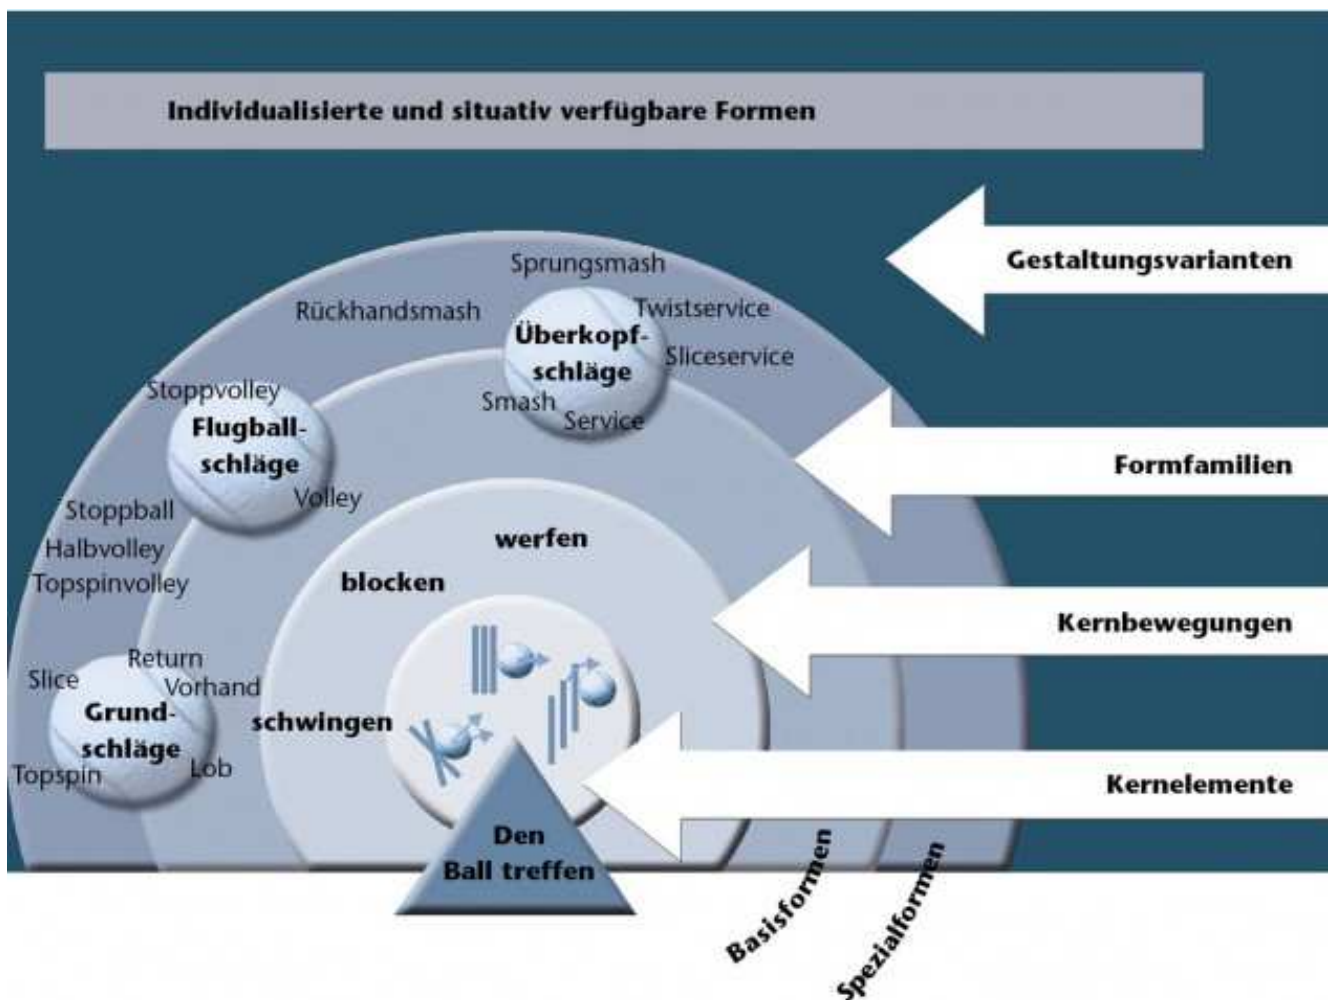 Individualisierte und situativ verfügbare Formen
Gestaltungsvarianten
Sprungsmash
Rückhandsmash
Twistservice
Überkopf-
schläge
Sliceservice
Smash
Service
Stoppvolley
Flugball-
schläge
Volley
Formfamilien
Stoppball
Halbvolley
Topspinvolley
werfen
blocken
Kernbewegungen
Return
Slice
Vorhand
Grund-
schläge
Topspin
Lob
schwingen
Kernelemente
Den
Ball treffen
Basisformen
Spezialformen